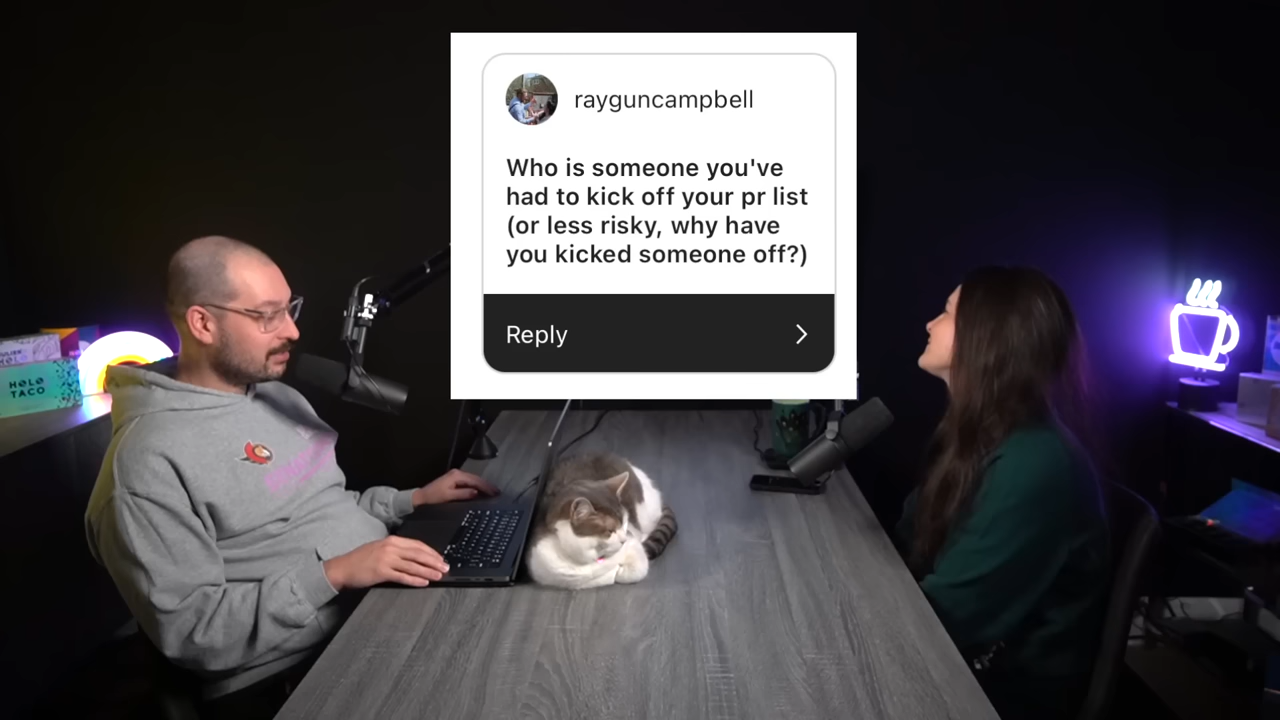 rayguncampbell
Who is someone you've
had to kick off your pr list
(or less risky, why have
you kicked someone off?)
Reply
HOLO
TACO